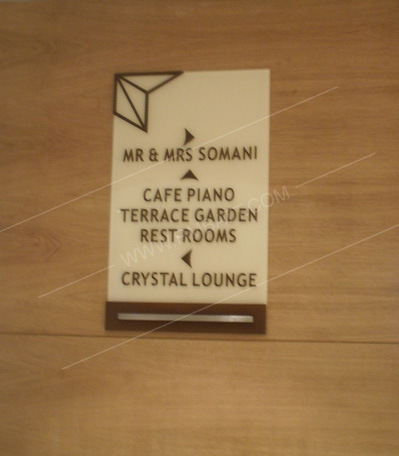 MR & MRS SOMANI
CAFE PIANO
TERRACE GARDEN
REST ROOMS
CRYSTAL LOUNGE